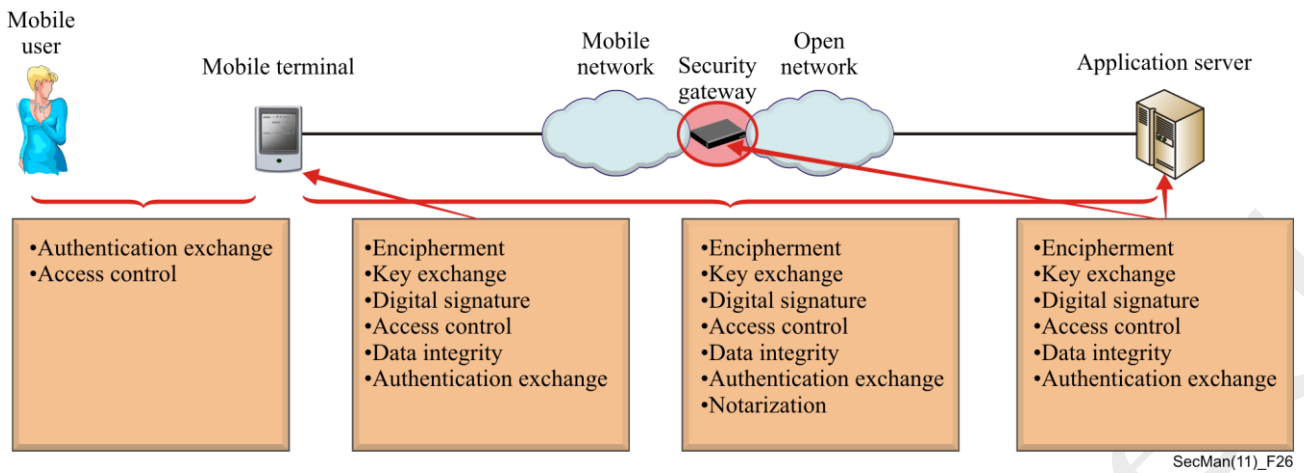 Mobile
user
Mobile terminal
Mobile
network
Security
gateway
Open
network
Application server
•Authentication exchange
•Access control
•Encipherment
•Key exchange
•Digital signature
•Access control
•Data integrity
•Authentication exchange
•Encipherment
•Key exchange
•Digital signature
•Access control
•Data integrity
•Authentication exchange
•Notarization
•Encipherment
•Key exchange
•Digital signature
•Access control
•Data integrity
•Authentication exchange
SecMan(11)_F26